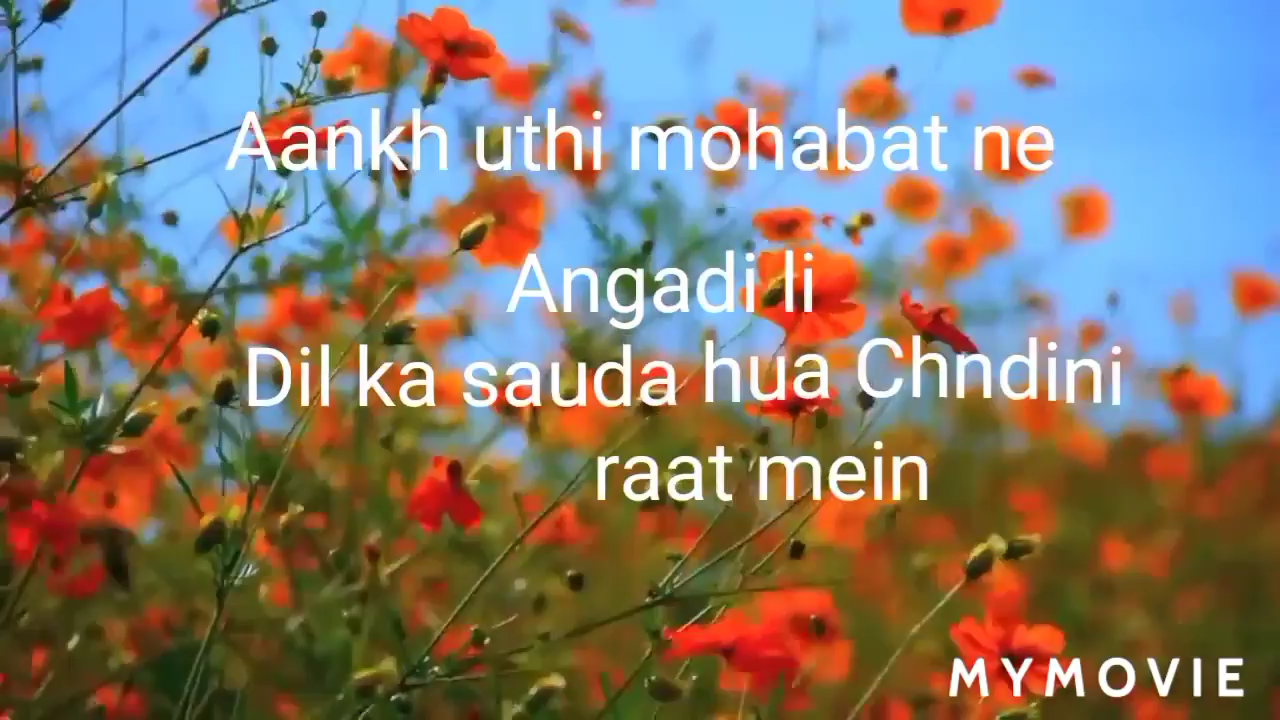 Aankh uthi mohabat ne
Angadi li
Dil ka sauda hua Chndini
raat mein
MYMOVIE